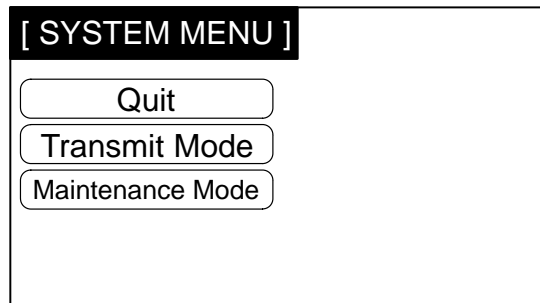 [ SYSTEM MENU ]
Quit
Transmit Mode
Maintenance Mode